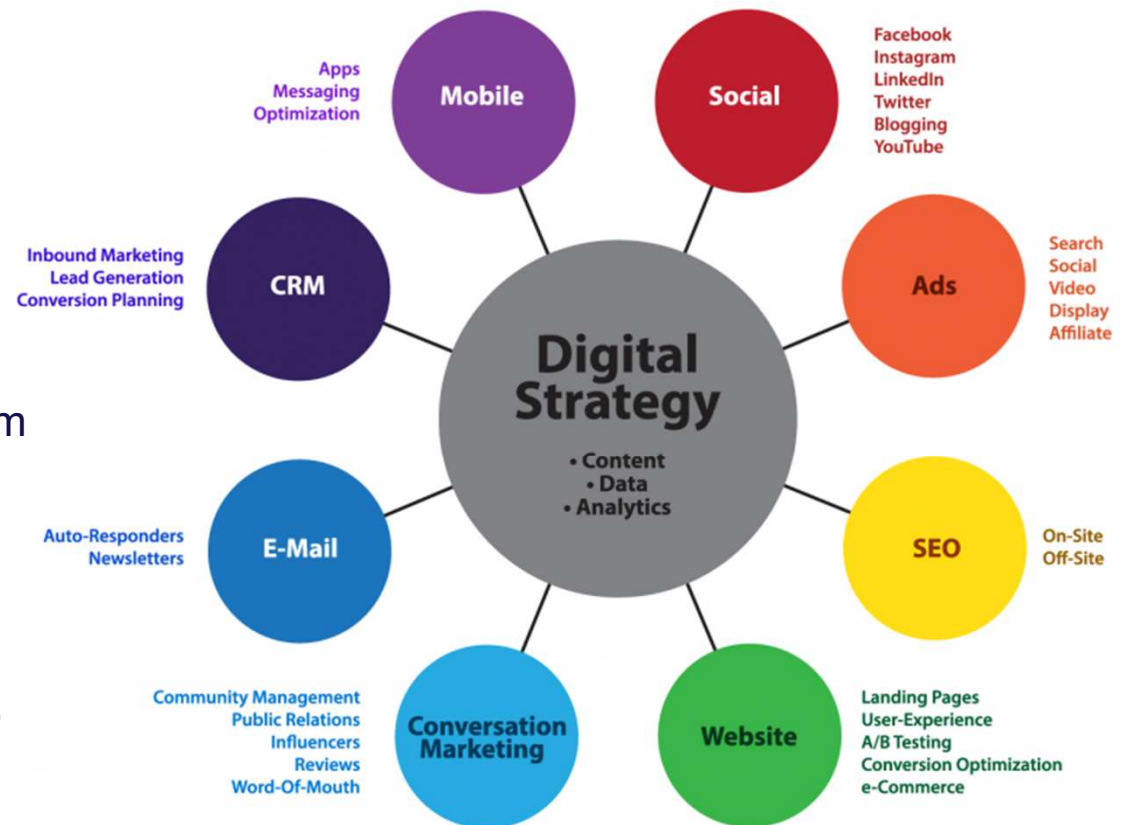 Apps
Messaging
Optimization
Mobile
Social
Facebook
Instagram
LinkedIn
Twitter
Blogging
YouTube
Inbound Marketing
Lead Generation
Conversion Planning
CRM
Ads
Search
Social
Video
Display
Affiliate
Digital
Strategy
• Content
• Data
• Analytics
m
Auto-Responders
Newsletters
E-Mail
SEO
On-Site
Off-Site
Community Management
Public Relations
Influencers
Reviews
Word-Of-Mouth
Conversation
Marketing
Website
Landing Pages
User-Experience
A/B Testing
Conversion Optimization
e-Commerce